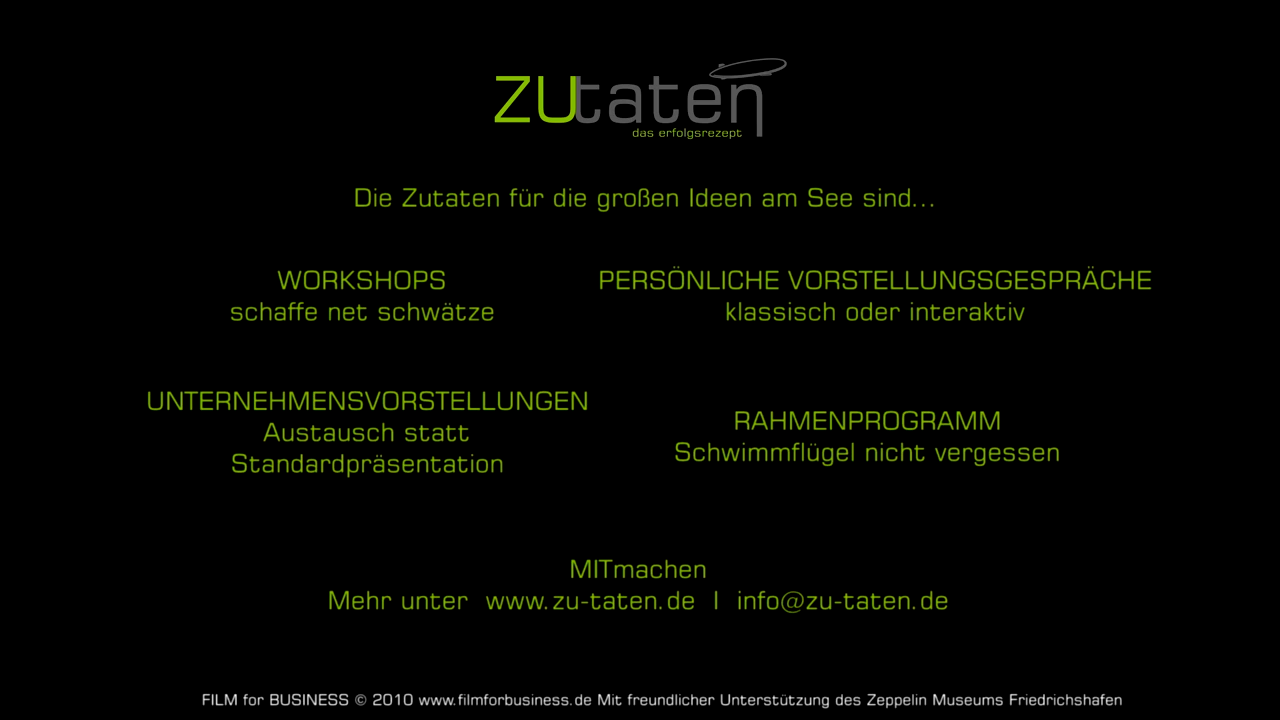 ZUtaten
das erfolgsrezept
Die Zutaten für die großen Ideen am See sind...
WORKSHOPS
schaffe net schwätze
PERSÖNLICHE VORSTELLUNGSGESPRÄCHE
klassisch oder interaktiv
UNTERNEHMENSVORSTELLUNGEN
Austausch statt
Standardpräsentation
RAHMENPROGRAMM
Schwimmflügel nicht vergessen
MITmachen
Mehr unter www.zu-taten.de I info@zu-taten.de
FILM for BUSINESS © 2010 www.filmforbusiness.de Mit freundlicher Unterstützung des Zeppelin Museums Friedrichshafen